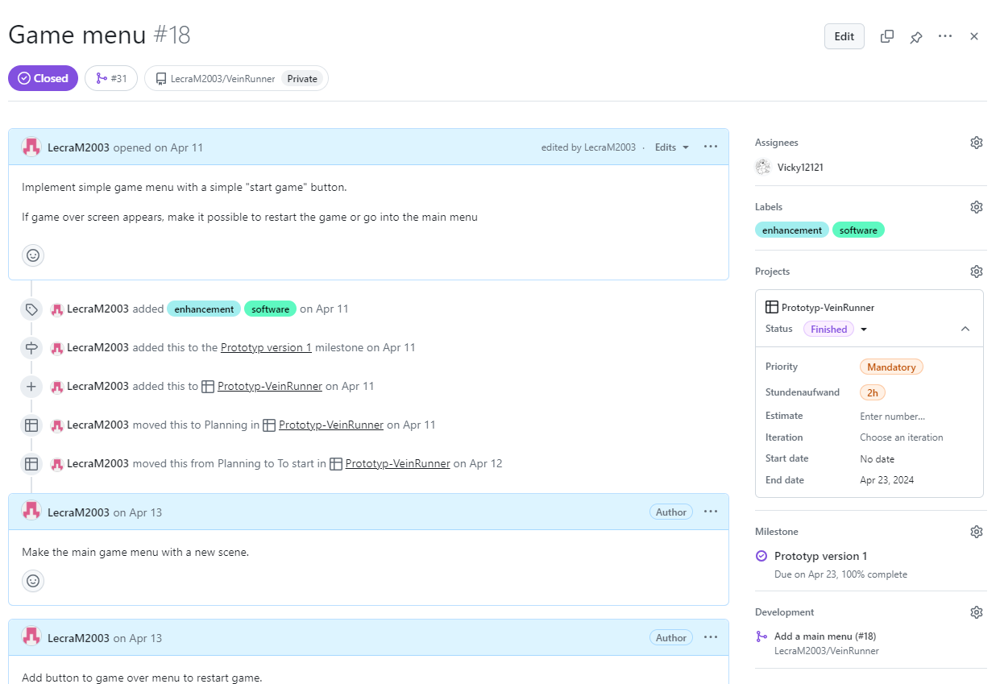 Game menu #18
Edit
Closed
#31
LecraM2003/VeinRunner Private
LecraM2003 opened on Apr 11
edited by LecraM2003 · Edits
Implement simple game menu with a simple "start game" button.
If game over screen appears, make it possible to restart the game or go into the main menu
LecraM2003 added enhancement software on Apr 11
LecraM2003 added this to the Prototyp version 1 milestone on Apr 11
LecraM2003 added this to Prototyp-VeinRunner on Apr 11
LecraM2003 moved this to Planning in Prototyp-VeinRunner on Apr 11
LecraM2003 moved this from Planning to To start in Prototyp-VeinRunner on Apr 12
LecraM2003 on Apr 13
Author
Make the main game menu with a new scene.
LecraM2003 on Apr 13
Author
Add button to game over menu to restart game.
Assignees
Vicky12121
Labels
enhancement software
Projects
Prototyp-VeinRunner
Status Finished
Priority Mandatory
Stundenaufwand 2h
Estimate Enter number...
Iteration Choose an iteration
Start date No date
End date Apr 23, 2024
Milestone
Prototyp version 1
Due on Apr 23, 100% complete
Development
Add a main menu (#18)
LecraM2003/VeinRunner